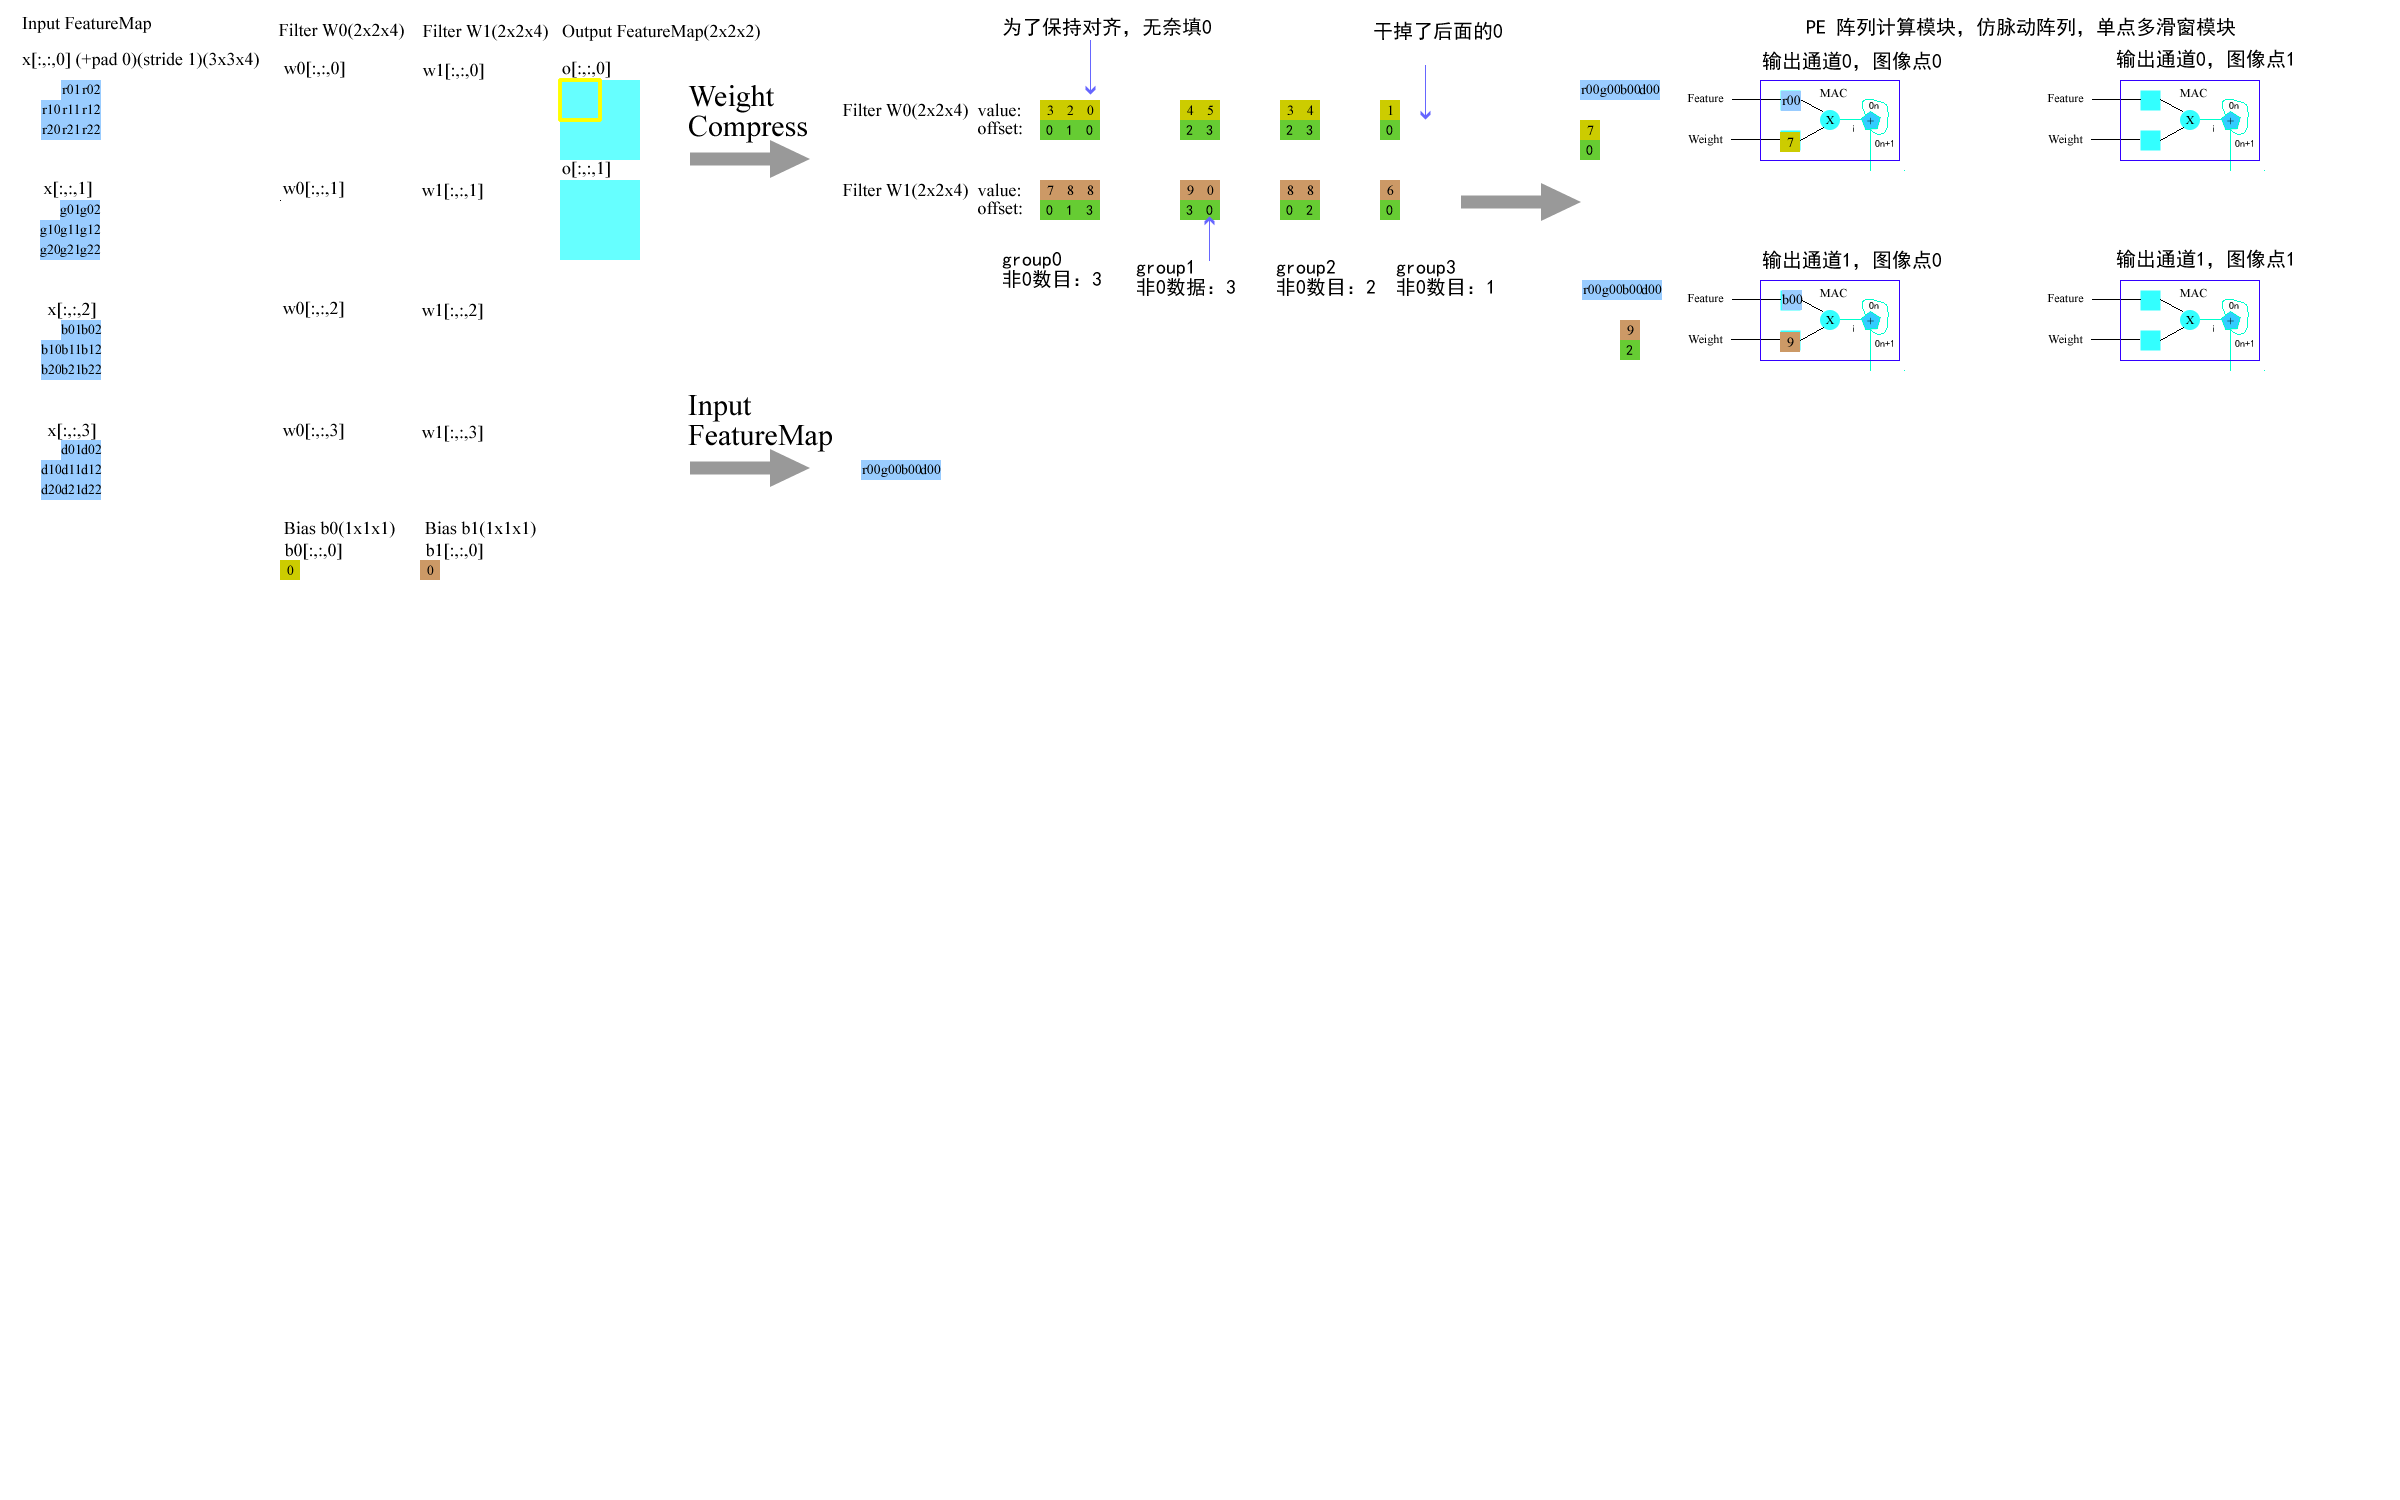 Input FeatureMap
x[:,:,0] (+pad 0)(stride 1)(3x3x4)
r01 r02
r10 r11 r12
r20 r21 r22
x[:,:,1]
g01g02
g10g11g12
g20g21g22
x[:,:,2]
b01b02
b10b11b12
b20b21b22
x[:,:,3]
d01d02
d10d11d12
d20d21d22
Filter W0(2x2x4)
w0[:,:,0]
w0[:,:,1]
w0[:,:,2]
w0[:,:,3]
Bias b0(1x1x1)
b0[:,:,0]
0
Filter W1(2x2x4)
w1[:,:,0]
w1[:,:,1]
w1[:,:,2]
w1[:,:,3]
Bias b1(1x1x1)
b1[:,:,0]
0
Output FeatureMap(2x2x2)
o[:,:,0]
o[:,:,1]
Weight
Compress
Input
FeatureMap
r00g00b00d00
为了保持对齐，无奈填0
干掉了后面的0
Filter W0(2x2x4) value: 3 2 0 4 5 3 4 1
offset: 0 1 0 2 3 2 3 0
Filter W1(2x2x4) value: 7 8 8 9 0 8 8 6
offset: 0 1 3 3 0 0 2 0
group0
非0数目：3
group1
非0数据：3
group2
非0数目：2
group3
非0数目：1
r00g00b00d00
7
0
r00g00b00d00
9
2
PE 阵列计算模块，仿脉动阵列，单点多滑窗模块
输出通道0，图像点0
Feature r00 MAC 0n
X i +
Weight 7 0n+1
输出通道0，图像点1
Feature MAC 0n
X i +
Weight 0n+1
输出通道1，图像点0
Feature b00 MAC 0n
X i +
Weight 9 0n+1
输出通道1，图像点1
Feature MAC 0n
X i +
Weight 0n+1